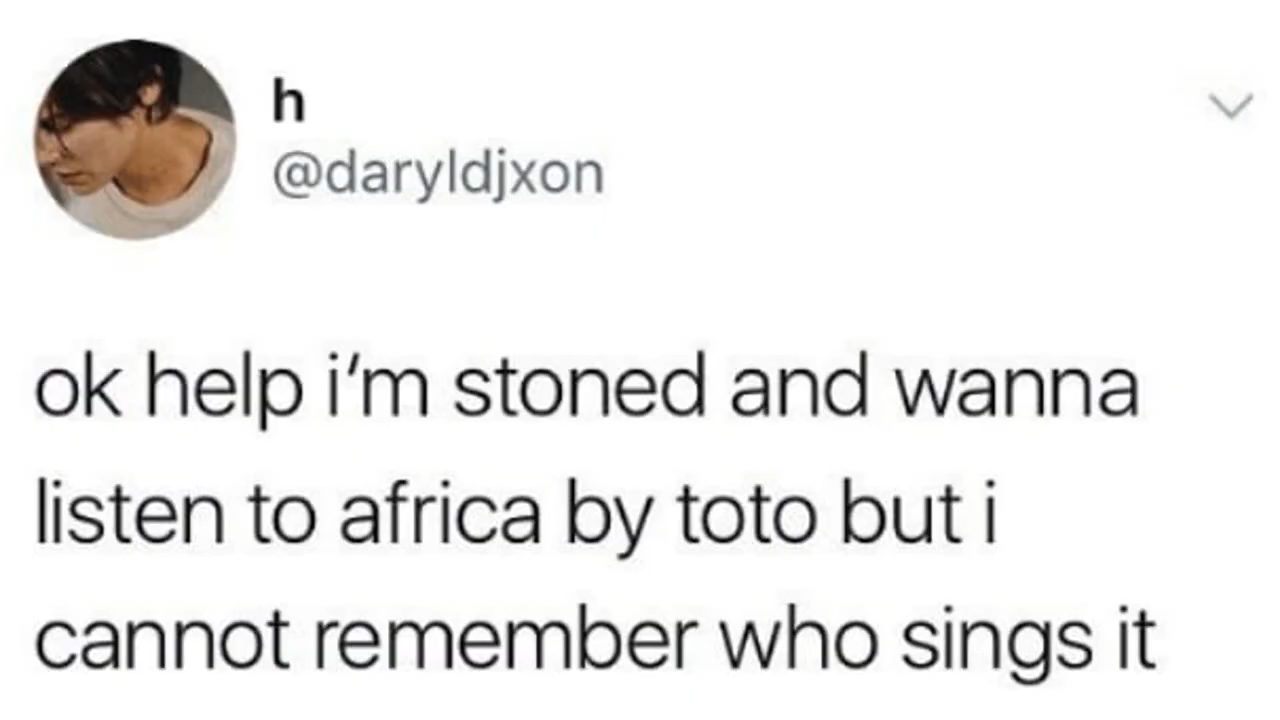 h
@daryldjxon
ok help i’m stoned and wanna
listen to africa by toto but i
cannot remember who sings it